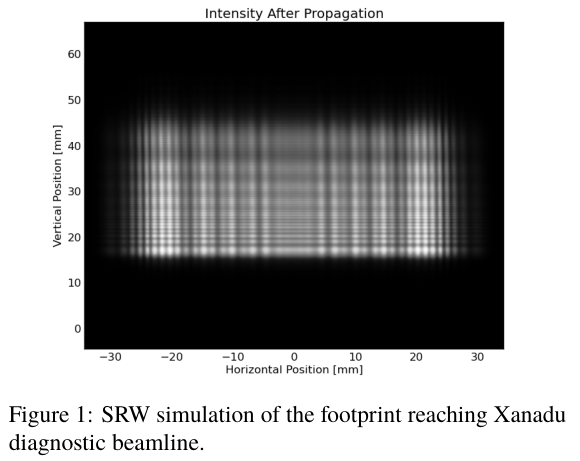 Intensity After Propagation
60
50
40
30
20
10
0
Vertical Position [mm]
−30 −20 −10 0 10 20 30
Horizontal Position [mm]
Figure 1: SRW simulation of the footprint reaching Xanadu
diagnostic beamline.